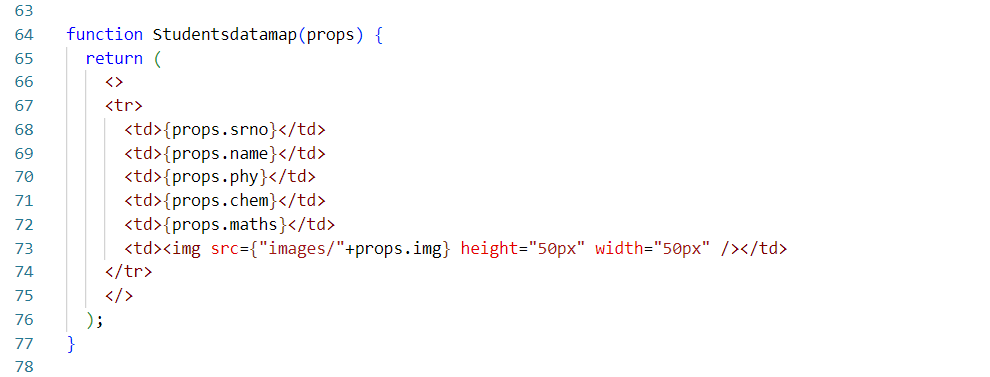 63
64 function Studentsdatamap(props) {
65 return (
66 <>
67 <tr>
68 <td>{props.srno}</td>
69 <td>{props.name}</td>
70 <td>{props.phy}</td>
71 <td>{props.chem}</td>
72 <td>{props.maths}</td>
73 <td><img src={"images/"+props.img} height="50px" width="50px" /></td>
74 </tr>
75 </>
76 );
77 }
78